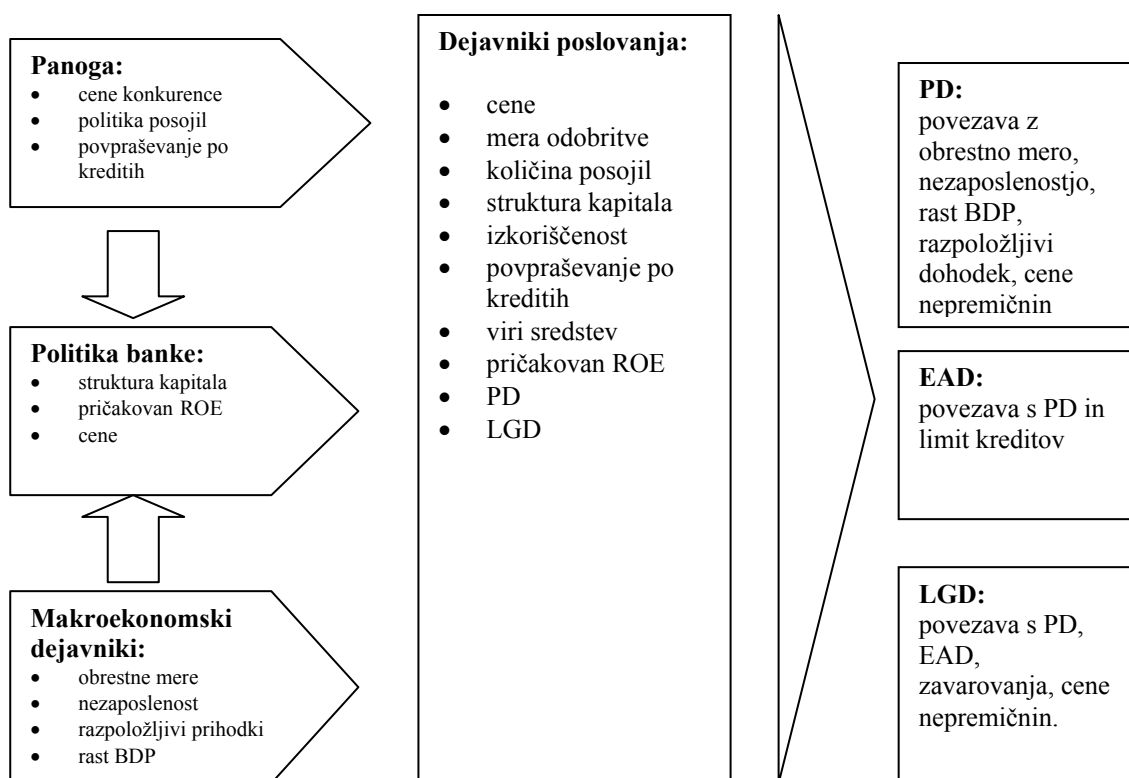 Panoga:
• cene konkurence
• politika posojil
• povpraševanje po
kreditih
Politika banke:
• struktura kapitala
• pričakovan ROE
• cene
Makroekonomski
dejavniki:
• obrestne mere
• nezaposlenost
• razpoložljivi prihodki
• rast BDP
Dejavniki poslovanja:
• cene
• mera odobritve
• količina posojil
• struktura kapitala
• izkoriščenost
• povpraševanje po
kreditih
• viri sredstev
• pričakovan ROE
• PD
• LGD
PD:
povezava z
obrestno mero,
nezaposlenostjo,
rast BDP,
razpoložljivi
dohodek, cene
nepremičnin
EAD:
povezava s PD in
limit kreditov
LGD:
povezava s PD,
EAD,
zavarovanja, cene
nepremičnin.